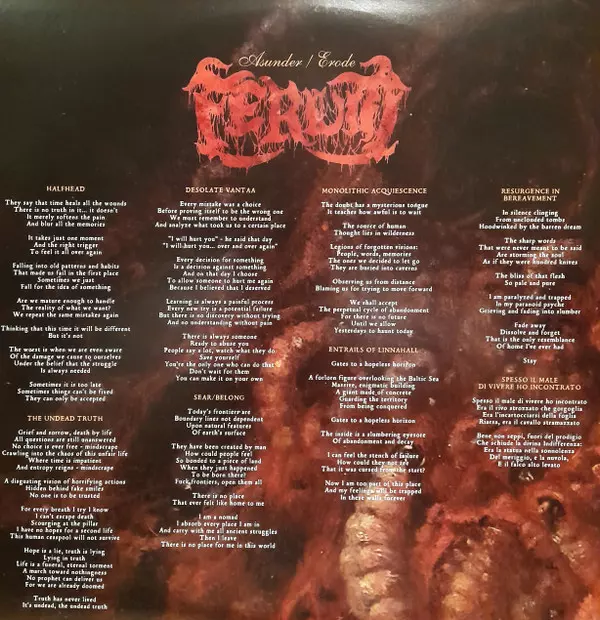 Asunder / Erode
FERUM
HALFHEAD
They say that time heals all the wounds
There is no truth in it... it doesn't
It merely softens the pain
And blur all the memories
It takes just one moment
And the right trigger
To feel it all over again
Falling into old patterns and habits
That made us fail in the first place
Sometimes we just
Fall for the idea of something
Are we mature enough to handle
The reality of what we want?
We repeat the same mistakes again
Thinking that this time it will be different
But it's not
The worst is when we are even aware
Of the damage we cause to ourselves
Under the belief that the struggle
Is always needed
Sometimes it is too late
Sometimes things can't be fixed
They can only be accepted
THE UNDEAD TRUTH
Grief and sorrow, death by life
All questions are still unanswered
No choice is ever free - mindscrape
Crawling into the chaos of this unfair life
Where time is impatient
And entropy reigns - mindscrape
A disgusting vision of horrifying actions
Hidden behind fake smiles
No one is to be trusted
For every breath I try I know
I can't escape death
Scourging at the pillar
I have no hopes for a second life
This human cesspool will not survive
Hope is a lie, truth is lying
Lying in truth
Life is a funeral, eternal torment
A march toward nothingness
No prophet can deliver us
For we are already doomed
Truth has never lived
It's undead, the undead truth
DESOLATE VANTAA
Every mistake was a choice
Before proving itself to be the wrong one
We must remember to understand
And analyze what took us to a certain place
"I will hurt you" - he said that day
"I will hurt you... over and over again"
Every decision for something
Is a decision against something
And on that day I choose
To allow someone to hurt me again
Because I believed that I deserved
Learning is always a painful process
Every new try is a potential failure
But there is no discovery without trying
And no understanding without pain
There is always someone
Ready to abuse you
People say a lot, watch what they do
Save yourself
You're the only one who can do that
Don't wait for them
You can make it on your own
SEAR/BELONG
Today's frontier are
Boundary lines not dependent
Upon natural features
Of earth's surface
They have been created by man
How could people feel
So bonded to a piece of land
When they just happened
To be born there?
Fuck frontiers, open them all
There is no place
That ever felt like home to me
I am a nomad
I absorb every place I am in
And carry with me all ancient struggles
Then I leave
There is no place for me in this world
MONOLITHIC ACQUIESCENCE
The doubt has a mysterious tongue
It teaches how awful is to wait
The source of human
Thought lies in wilderness
Legions of forgotten visions:
People, words, memories
The ones we decided to let go
They are buried into caverns
Observing us from distance
Blaming us for trying to move forward
We shall accept
The perpetual cycle of abandonment
For there is no future
Until we allow
Yesterdays to haunt today
ENTRAILS OF LINNAHALL
Gates to a hopeless horizon
A forlorn figure overlooking the Baltic Sea
Massive, enigmatic building
A giant made of concrete
Guarding the territory
From being conquered
Gates to a hopeless horizon
The inside is a slumbering eyesore
Of abandonment and decay
I can feel the stench of failure
How could they not see
That it was cursed from the start?
Now I am too part of this place
And my feelings will be trapped
In these walls forever
RESURGENCE IN
BEREAVEMENT
In silence clinging
From unclouded tombs
Hoodwinked by the barren dream
The sharp words
That were never meant to be said
Are storming the soul
As if they were hundred knives
The bliss of that flesh
So pale and pure
I am paralyzed and trapped
In my paranoid psyche
Grieving and fading into slumber
Fade away
Dissolve and forget
That is the only resemblance
Of home I've ever had
Stay
SPESSO IL MALE
DI VIVERE HO INCONTRATO
Spesso il male di vivere ho incontrato
Era il rivo strozzato che gorgoglia
Era l'incartocciarsi della foglia
Riarsa, era il cavallo stramazzato
Bene non seppi, fuori del prodigio
Che schiude la divina Indifferenza:
Era la statua nella sonnolenza
Del meriggio, e la nuvola,
E il falco alto levato